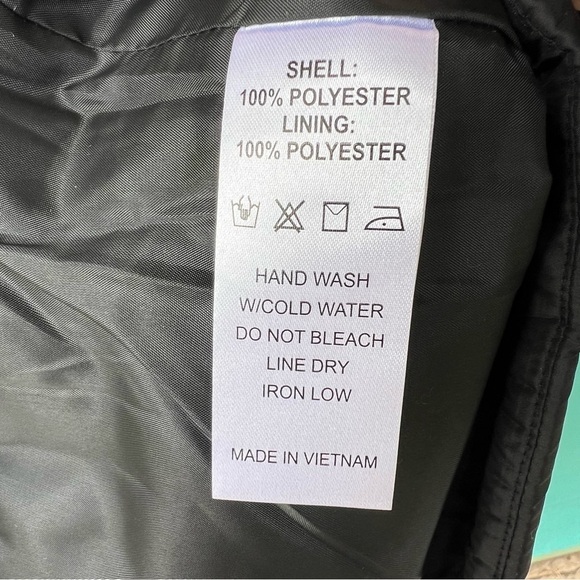 SHELL:
100% POLYESTER
LINING:
100% POLYESTER
HAND WASH
W/COLD WATER
DO NOT BLEACH
LINE DRY
IRON LOW
MADE IN VIETNAM